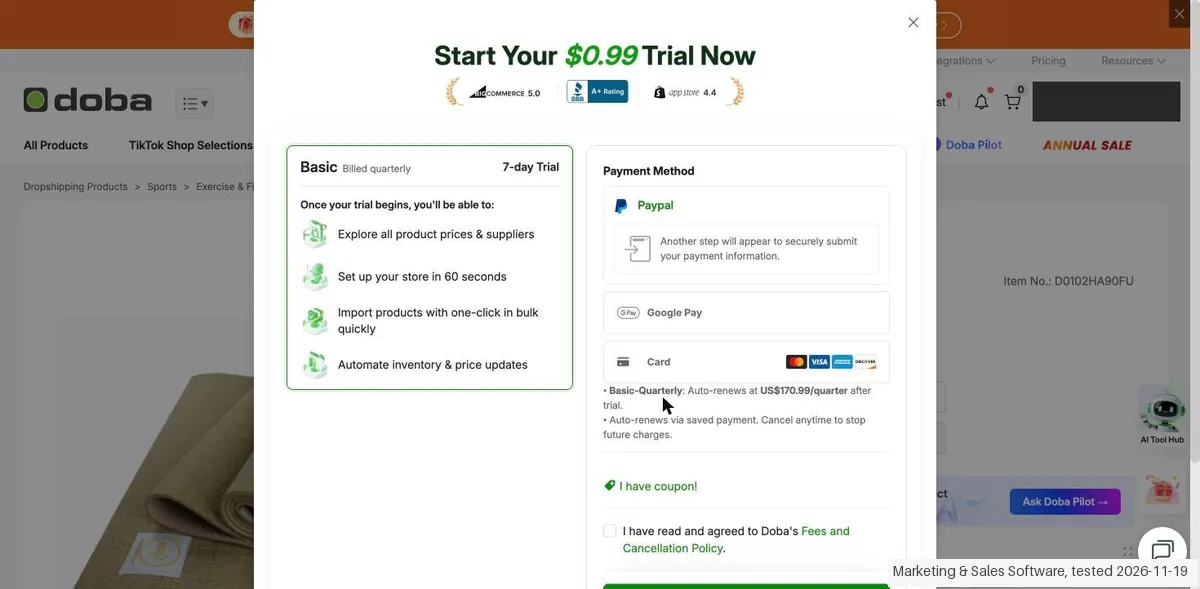 Start Your $0.99 Trial Now
BIGCOMMERCE 5.0
BBB
A+ Rating
app store 4.4
egrations
Pricing
Resources
doba
st
0
All Products
TikTok Shop Selections
Doba Pilot
ANNUAL SALE
Dropshipping Products > Sports > Exercise & Fi
Basic Billed quarterly
7-day Trial
Once your trial begins, you'll be able to:
Explore all product prices & suppliers
Set up your store in 60 seconds
Import products with one-click in bulk
quickly
Automate inventory & price updates
Payment Method
Paypal
Another step will appear to securely submit
your payment information.
G Pay
Google Pay
Card
VISA
DISCOVER
• Basic-Quarterly: Auto-renews at US$170.99/quarter after
trial.
• Auto-renews via saved payment. Cancel anytime to stop
future charges.
I have coupon!
I have read and agreed to Doba's Fees and
Cancellation Policy.
Item No.: D0102HA90FU
AI Tool Hub
ct
Ask Doba Pilot →
Marketing & Sales Software, tested 2026-11-19